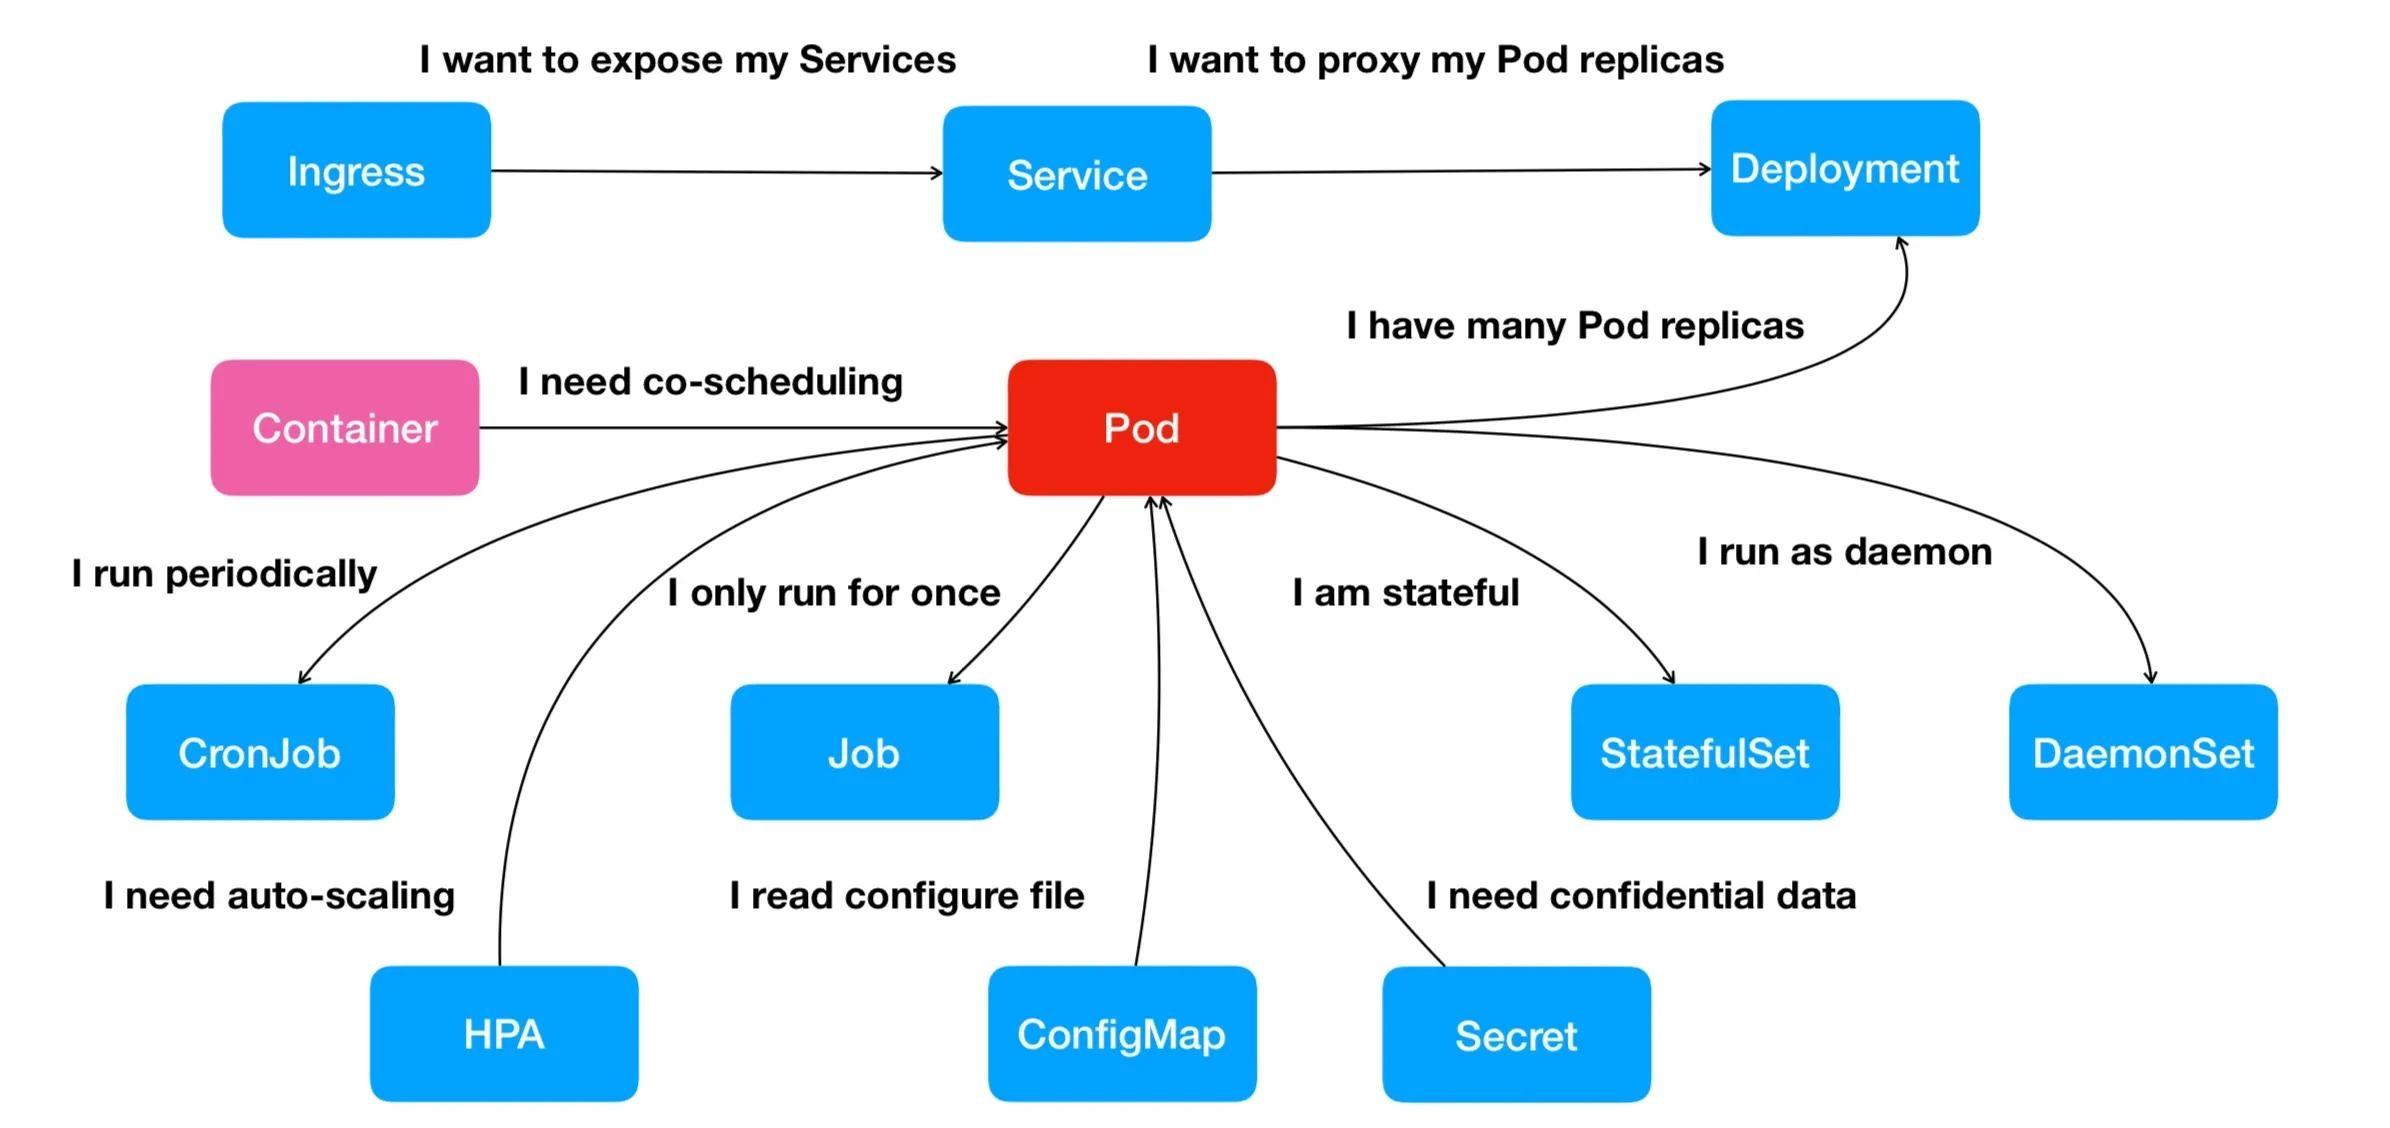 I want to expose my Services
I want to proxy my Pod replicas
Ingress
Service
Deployment
I have many Pod replicas
I need co-scheduling
Container
Pod
I run periodically
I only run for once
I am stateful
I run as daemon
CronJob
Job
StatefulSet
DaemonSet
I need auto-scaling
I read configure file
I need confidential data
HPA
ConfigMap
Secret